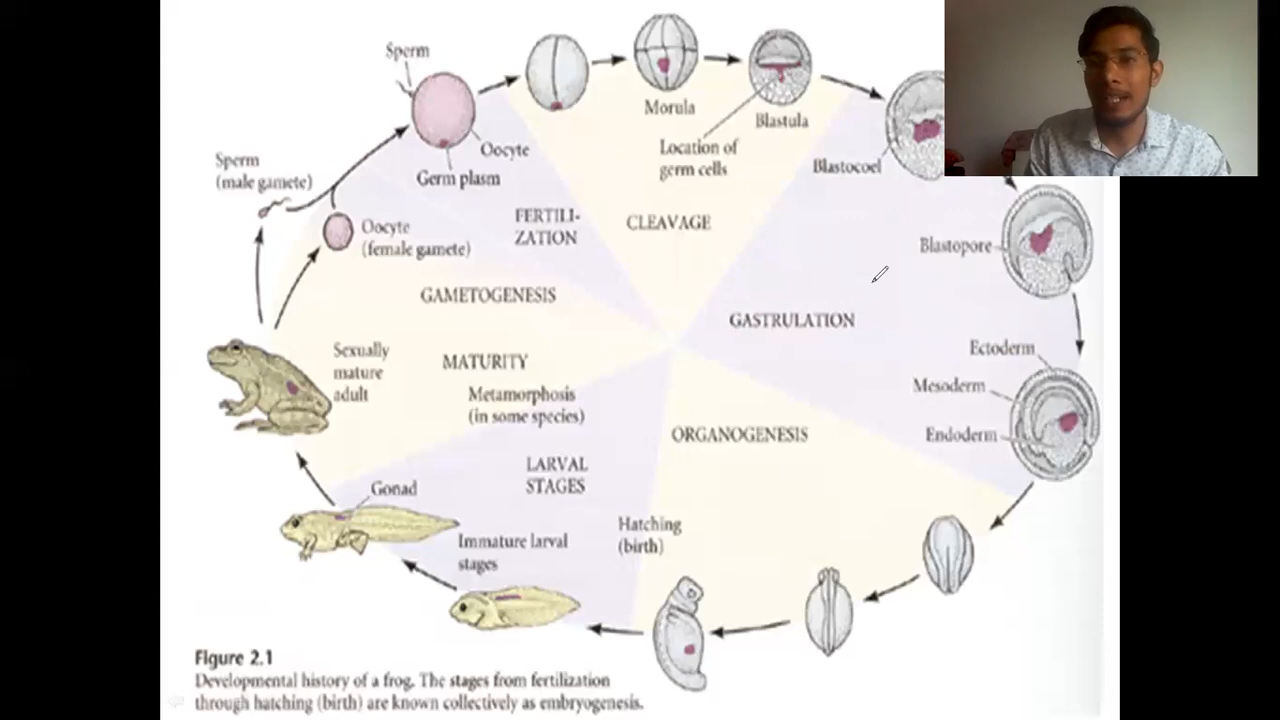 Sperm
Morula
Blastula
Location of
germ cells
Blastocoel
Oocyte
Germ plasm
Sperm
(male gamete)
Oocyte
(female gamete)
FERTILI-
ZATION
CLEAVAGE
Blastopore
GAMETOGENESIS
GASTRULATION
Ectoderm
Mesoderm
Endoderm
Sexually
mature
adult
MATURITY
Metamorphosis
(in some species)
ORGANOGENESIS
LARVAL
STAGES
Gonad
Hatching
(birth)
Immature larval
stages
Figure 2.1
Developmental history of a frog. The stages from fertilization
through hatching (birth) are known collectively as embryogenesis.